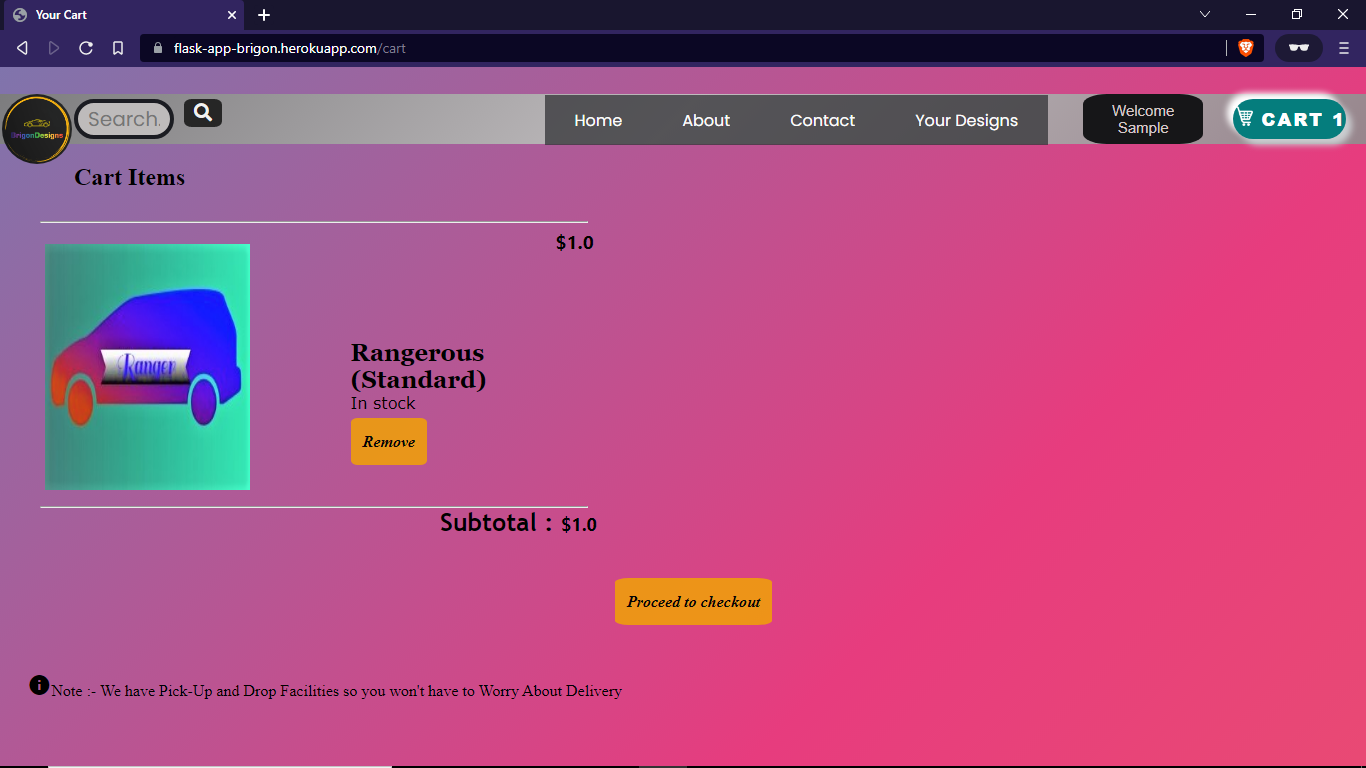 Your Cart
flask-app-brigon.herokuapp.com/cart
BrigonDesigns
Search.
Home
About
Contact
Your Designs
Welcome
Sample
CART 1
Cart Items
$1.0
Ranger
Rangerous
(Standard)
In stock
Remove
Subtotal : $1.0
Proceed to checkout
Note :- We have Pick-Up and Drop Facilities so you won't have to Worry About Delivery